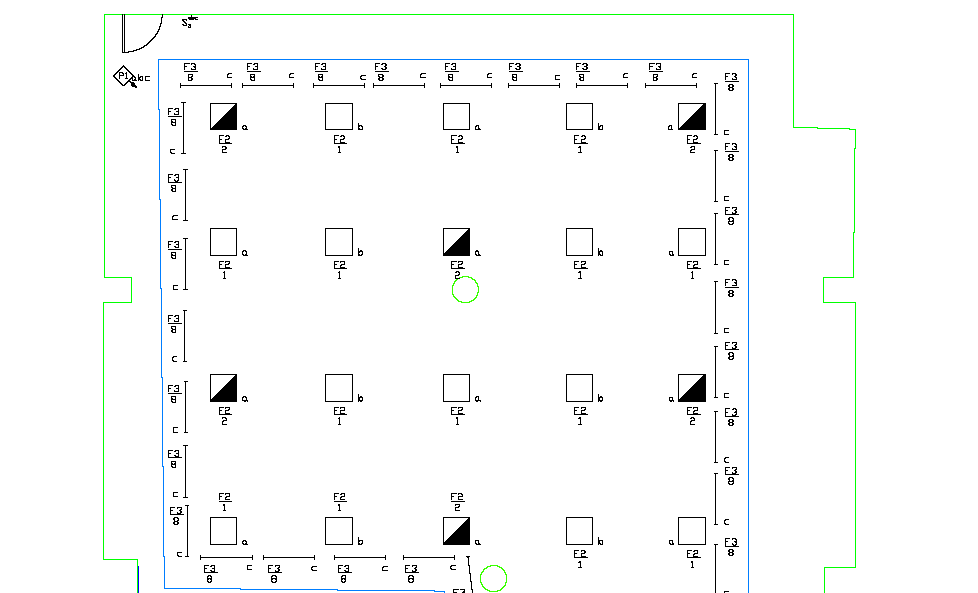 S3 abc
P1 abc
F3 8 c F3 8 c F3 8 c F3 8 c F3 8 c F3 8 c F3 8 c F3 8 c
F3 8 c
F3 8 c
a b a b a
F2 2 F2 1 F2 1 F2 1 F2 2
F3 8 c
F3 8 c
F3 8 c
F3 8 c
a b a b a
F2 1 F2 1 F2 2 F2 1 F2 1
F3 8 c
F3 8 c
F3 8 c
F3 8 c
a b a b a
F2 2 F2 1 F2 1 F2 1 F2 2
F3 8 c
F3 8 c
F3 8 c
F2 1 F2 1 F2 2
F3 8 c
a b a b a
F2 1 F2 1
F3 8
F3 8 c F3 8 c F3 8 c F3 8 c
F3